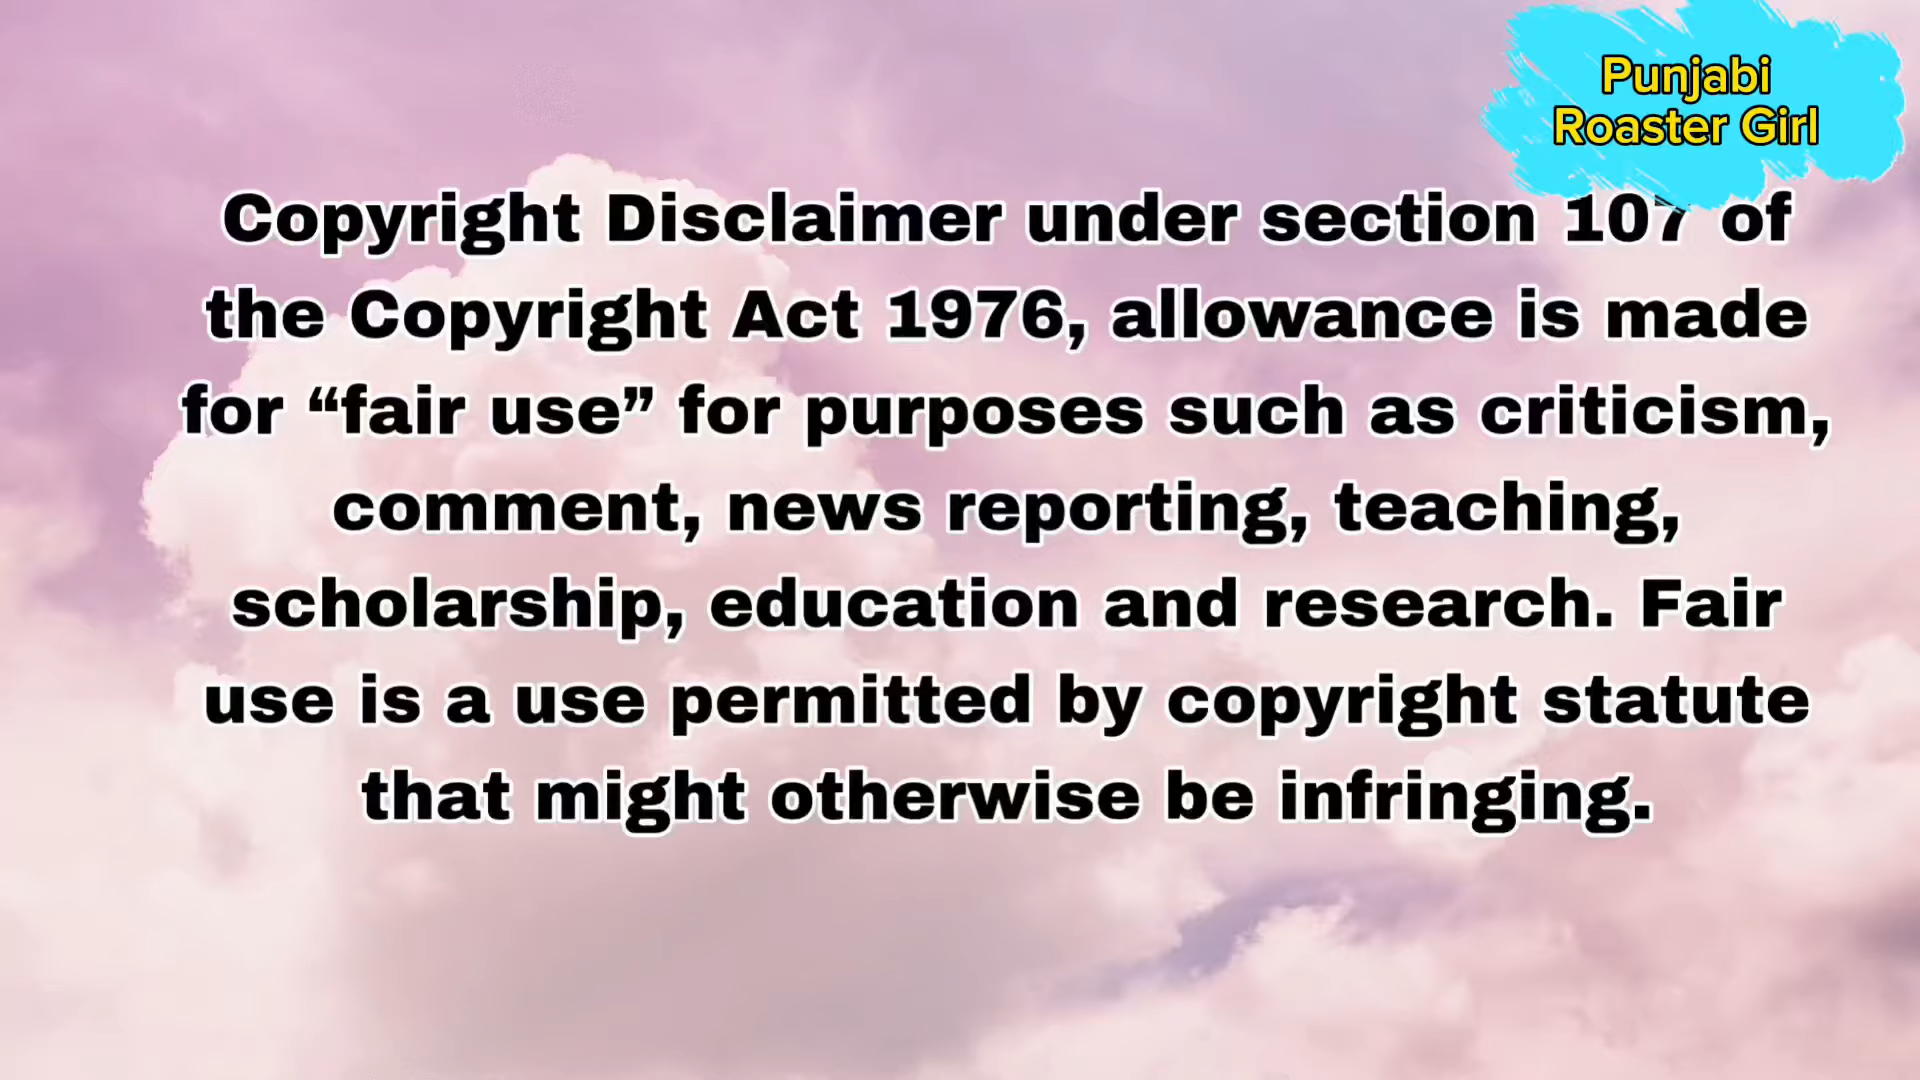 Punjabi
Roaster Girl
Copyright Disclaimer under section 107 of
the Copyright Act 1976, allowance is made
for “fair use” for purposes such as criticism,
comment, news reporting, teaching,
scholarship, education and research. Fair
use is a use permitted by copyright statute
that might otherwise be infringing.